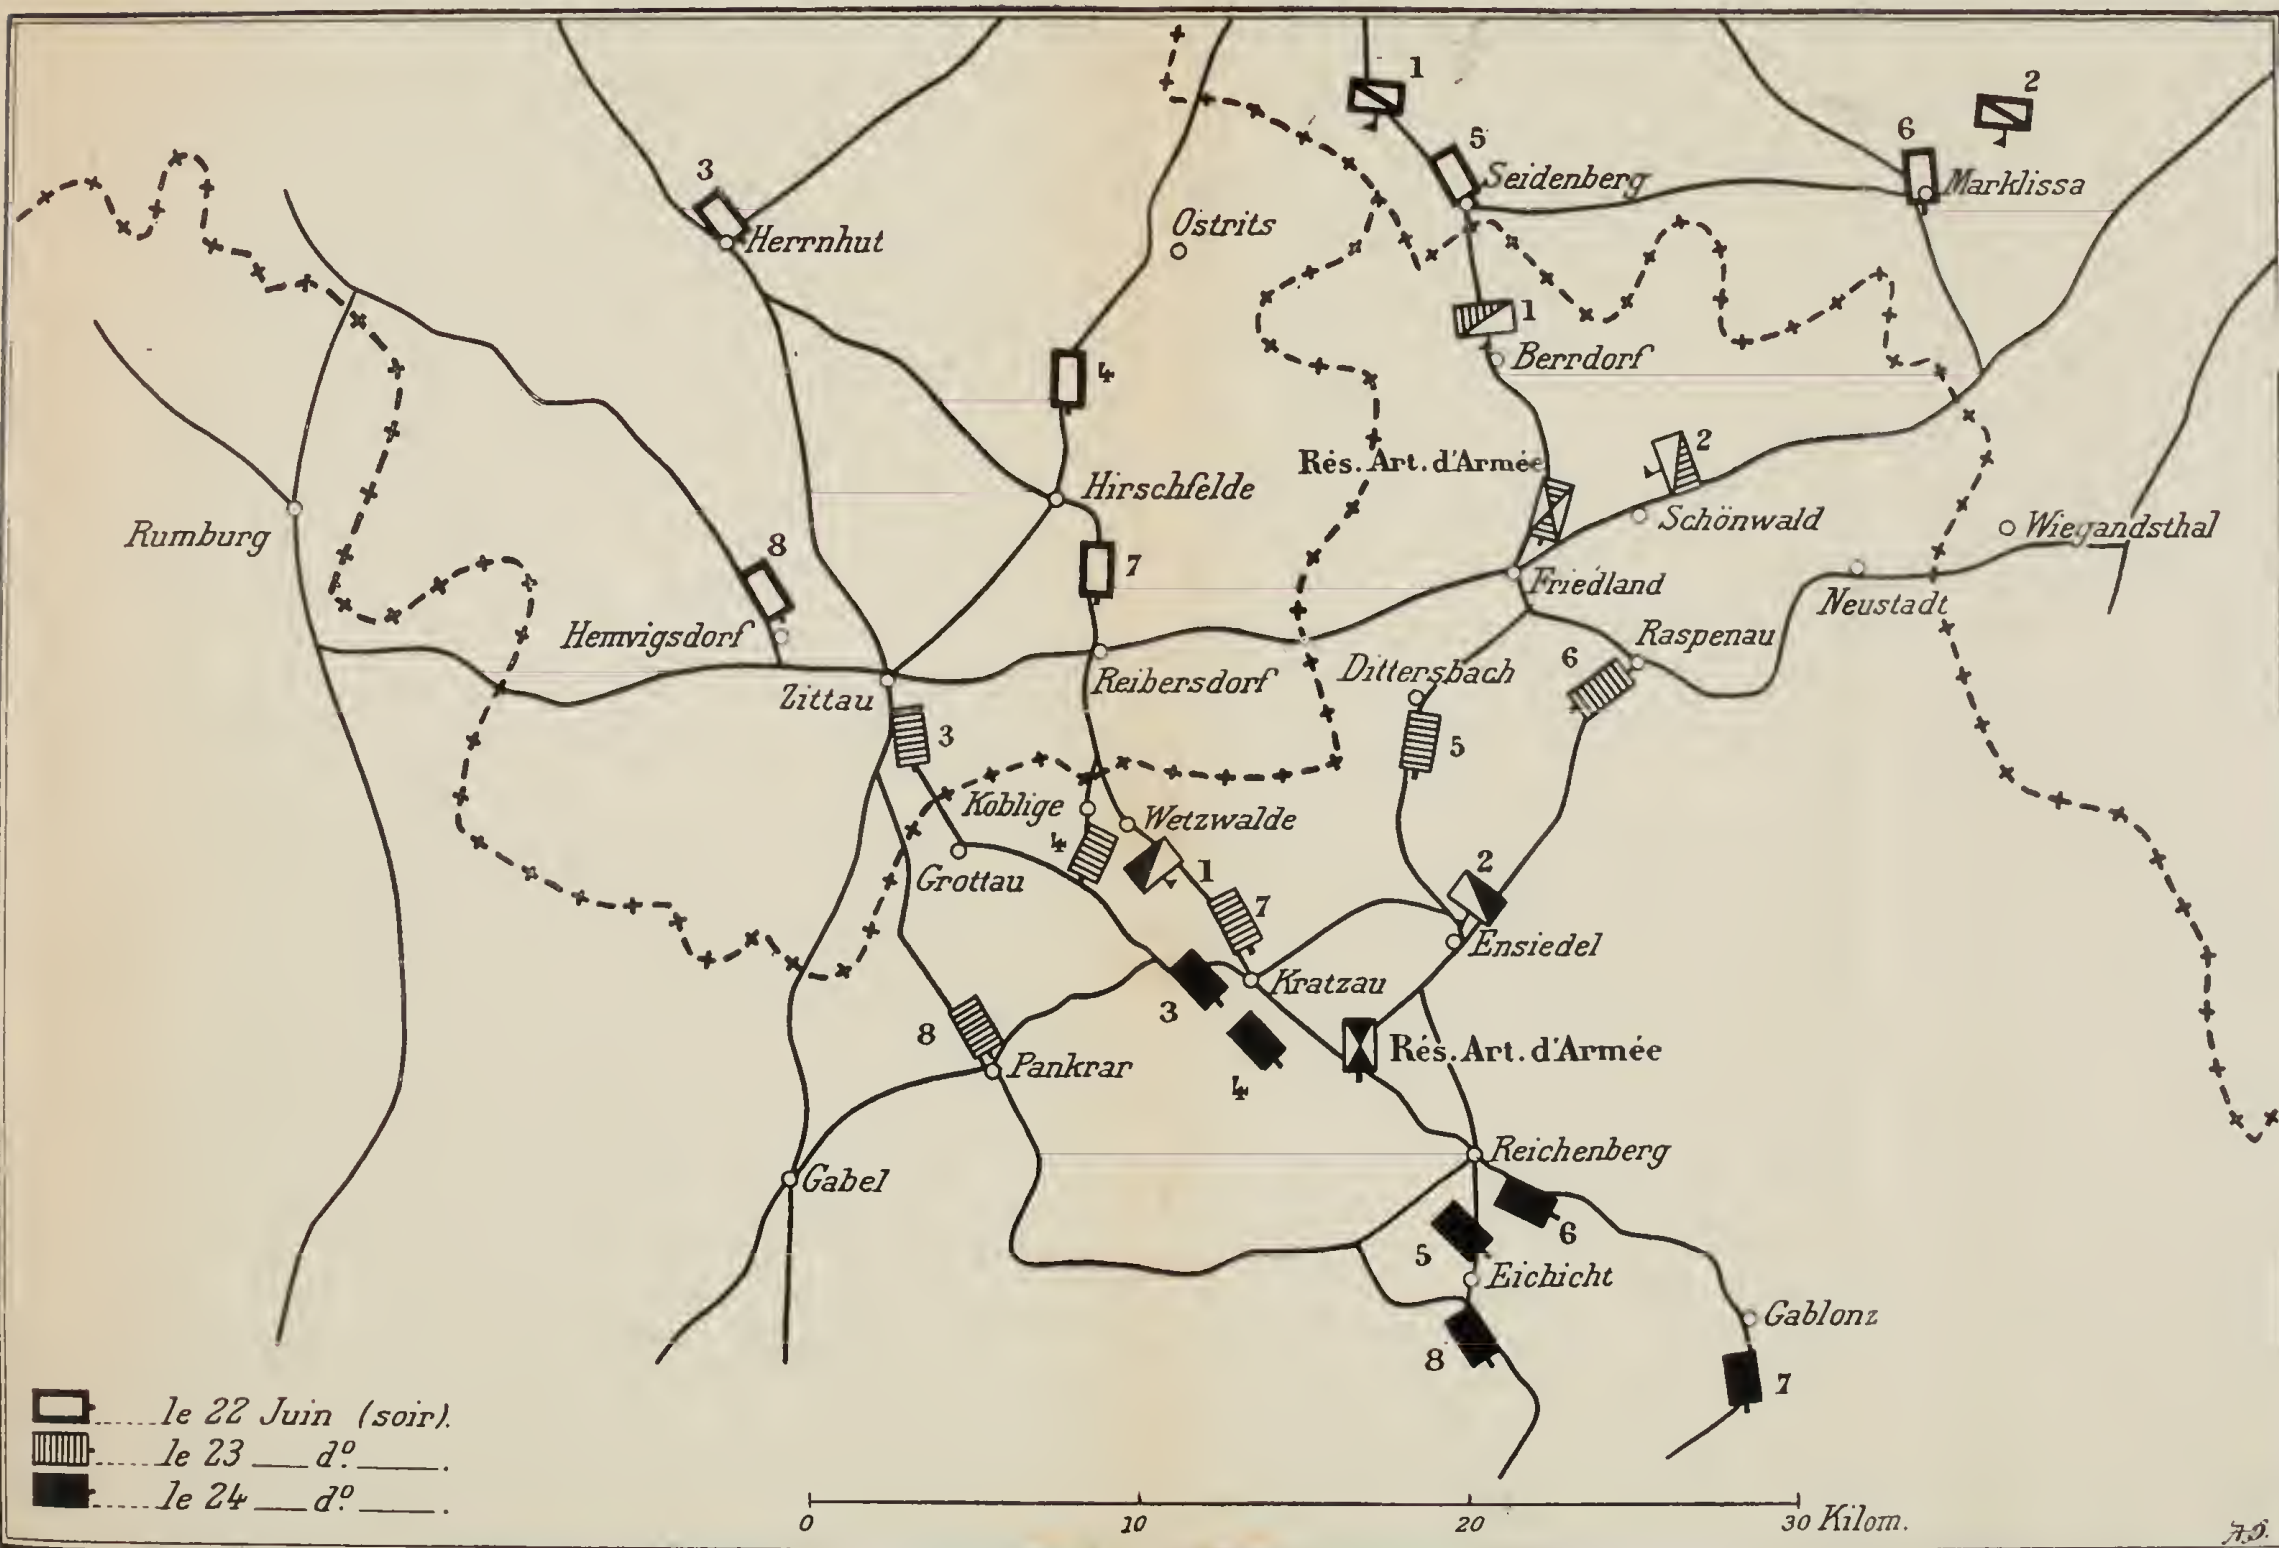 1
2
3
5
6
Seidenberg
Marklissa
Herrnhut
Ostrits
1
4
Berrdorf
2
Rés. Art. d'Armée
Hirschfelde
Schönwald
Wiegandsthal
Rumburg
8
7
Friedland
Neustadt
Hemvigsdorf
Raspenau
6
Zittau
Reibersdorf
Dittersbach
3
5
Koblige
Wetzwalde
4
1
2
Grottau
7
Ensiedel
Kratzau
3
8
Rés. Art. d'Armée
Pankrar
4
Reichenberg
Gabel
6
5
Eichicht
Gablonz
8
7
le 22 Juin (soir).
le 23 d°.
le 24 d°.
0 10 20 30 Kilom.